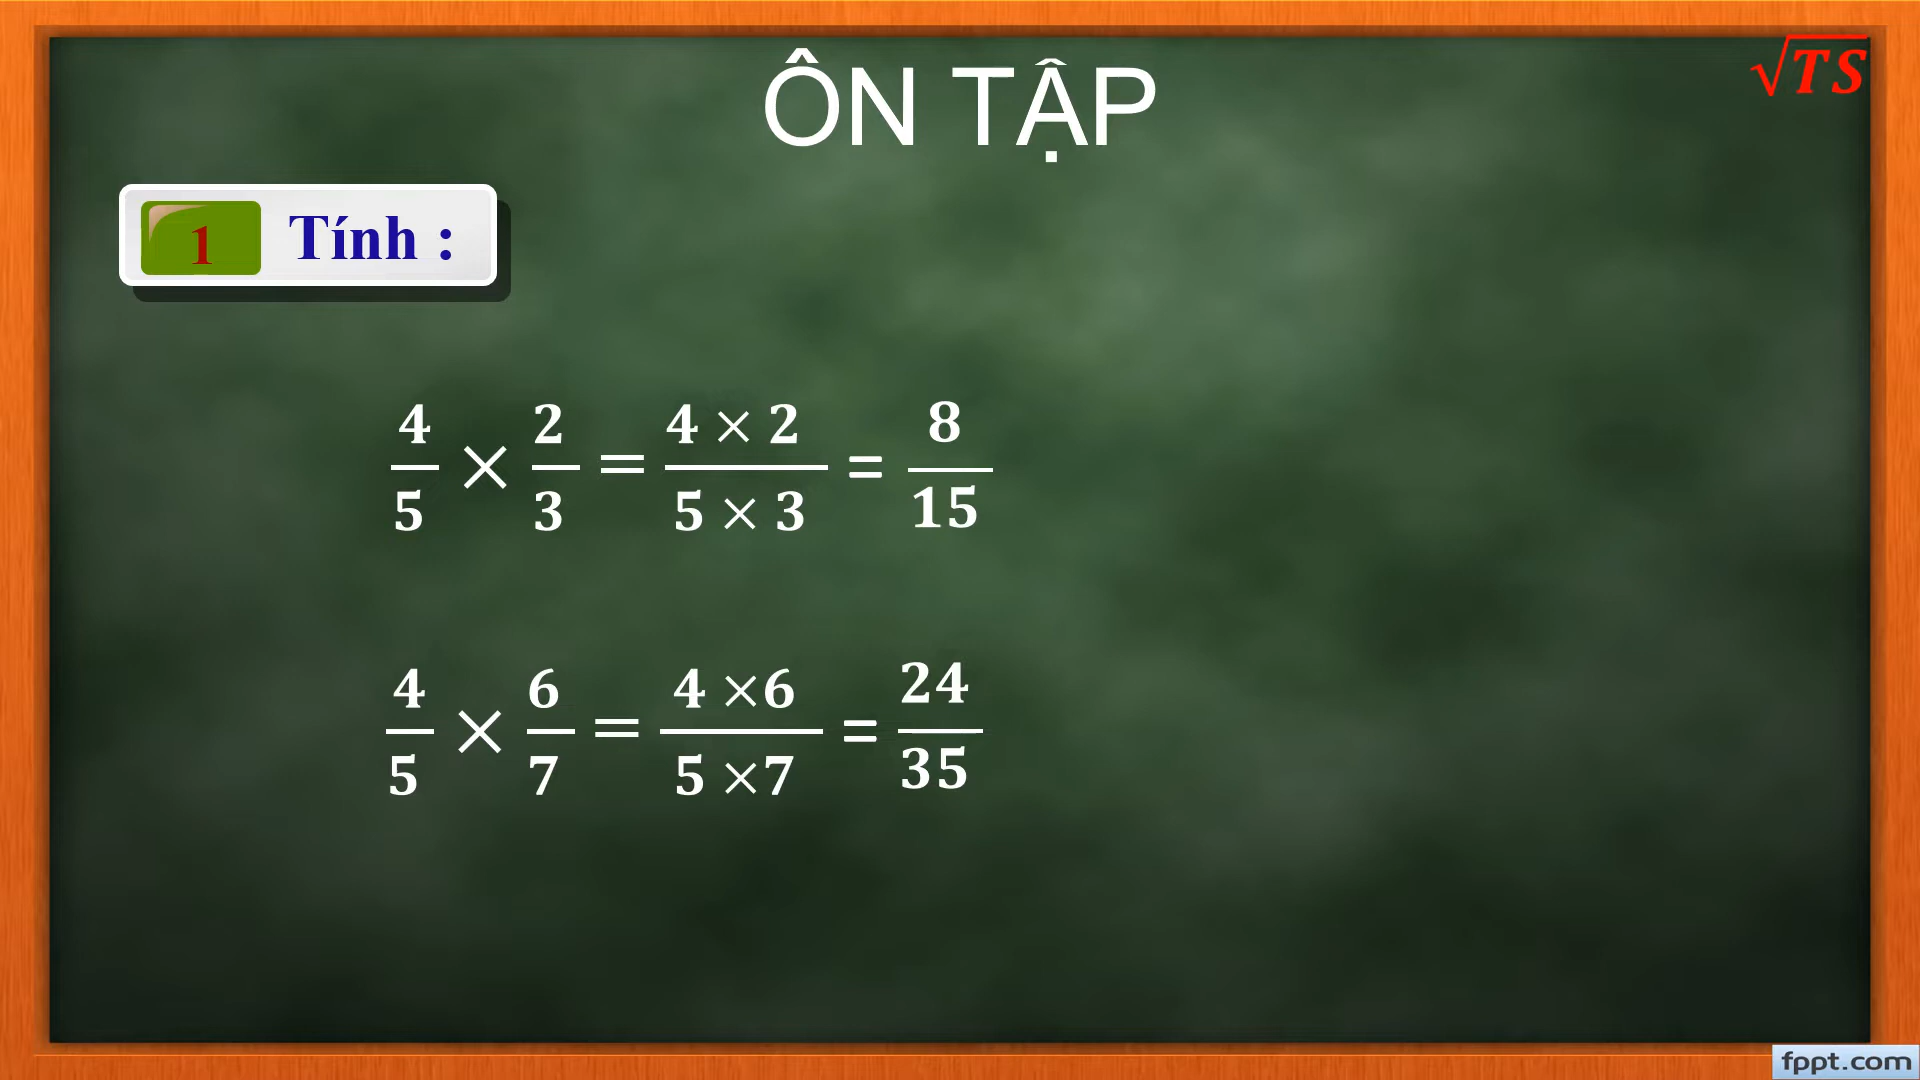 ÔN TẬP
√TS
1 Tính :
4/5 × 2/3 = (4 × 2)/(5 × 3) = 8/15
4/5 × 6/7 = (4 ×6)/(5 ×7) = 24/35
fppt.com